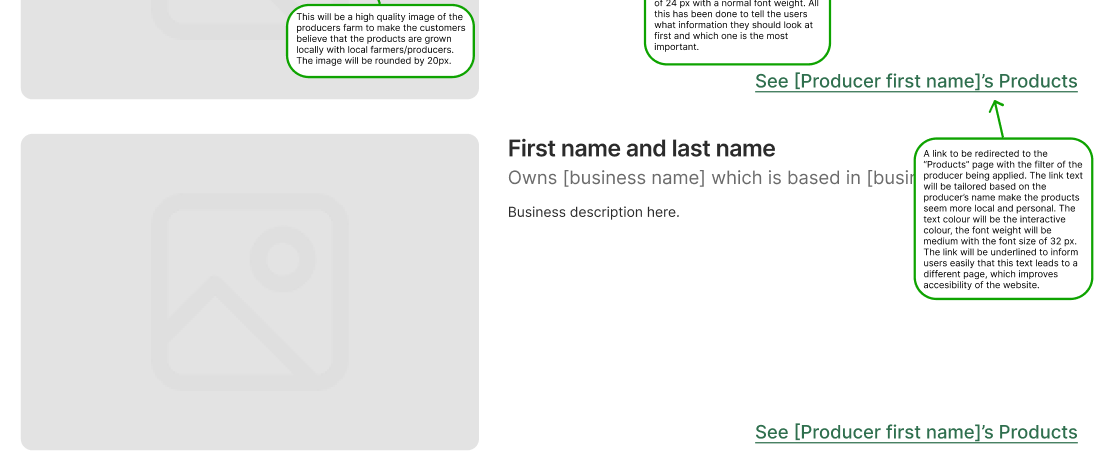 This will be a high quality image of the
producers farm to make the customers
believe that the products are grown
locally with local farmers/producers.
The image will be rounded by 20px.
of 24 px with a normal font weight. All
this has been done to tell the users
what information they should look at
first and which one is the most
important.
See [Producer first name]’s Products
First name and last name
Owns [business name] which is based in
Business description here.
A link to be redirected to the
“Products” page with the filter of the
producer being applied. The link text
will be tailored based on the
producer’s name make the products
seem more local and personal. The
text colour will be the interactive
colour, the font weight will be
medium with the font size of 32 px.
The link will be underlined to inform
users easily that this text leads to a
different page, which improves
accesibility of the website.
See [Producer first name]’s Products